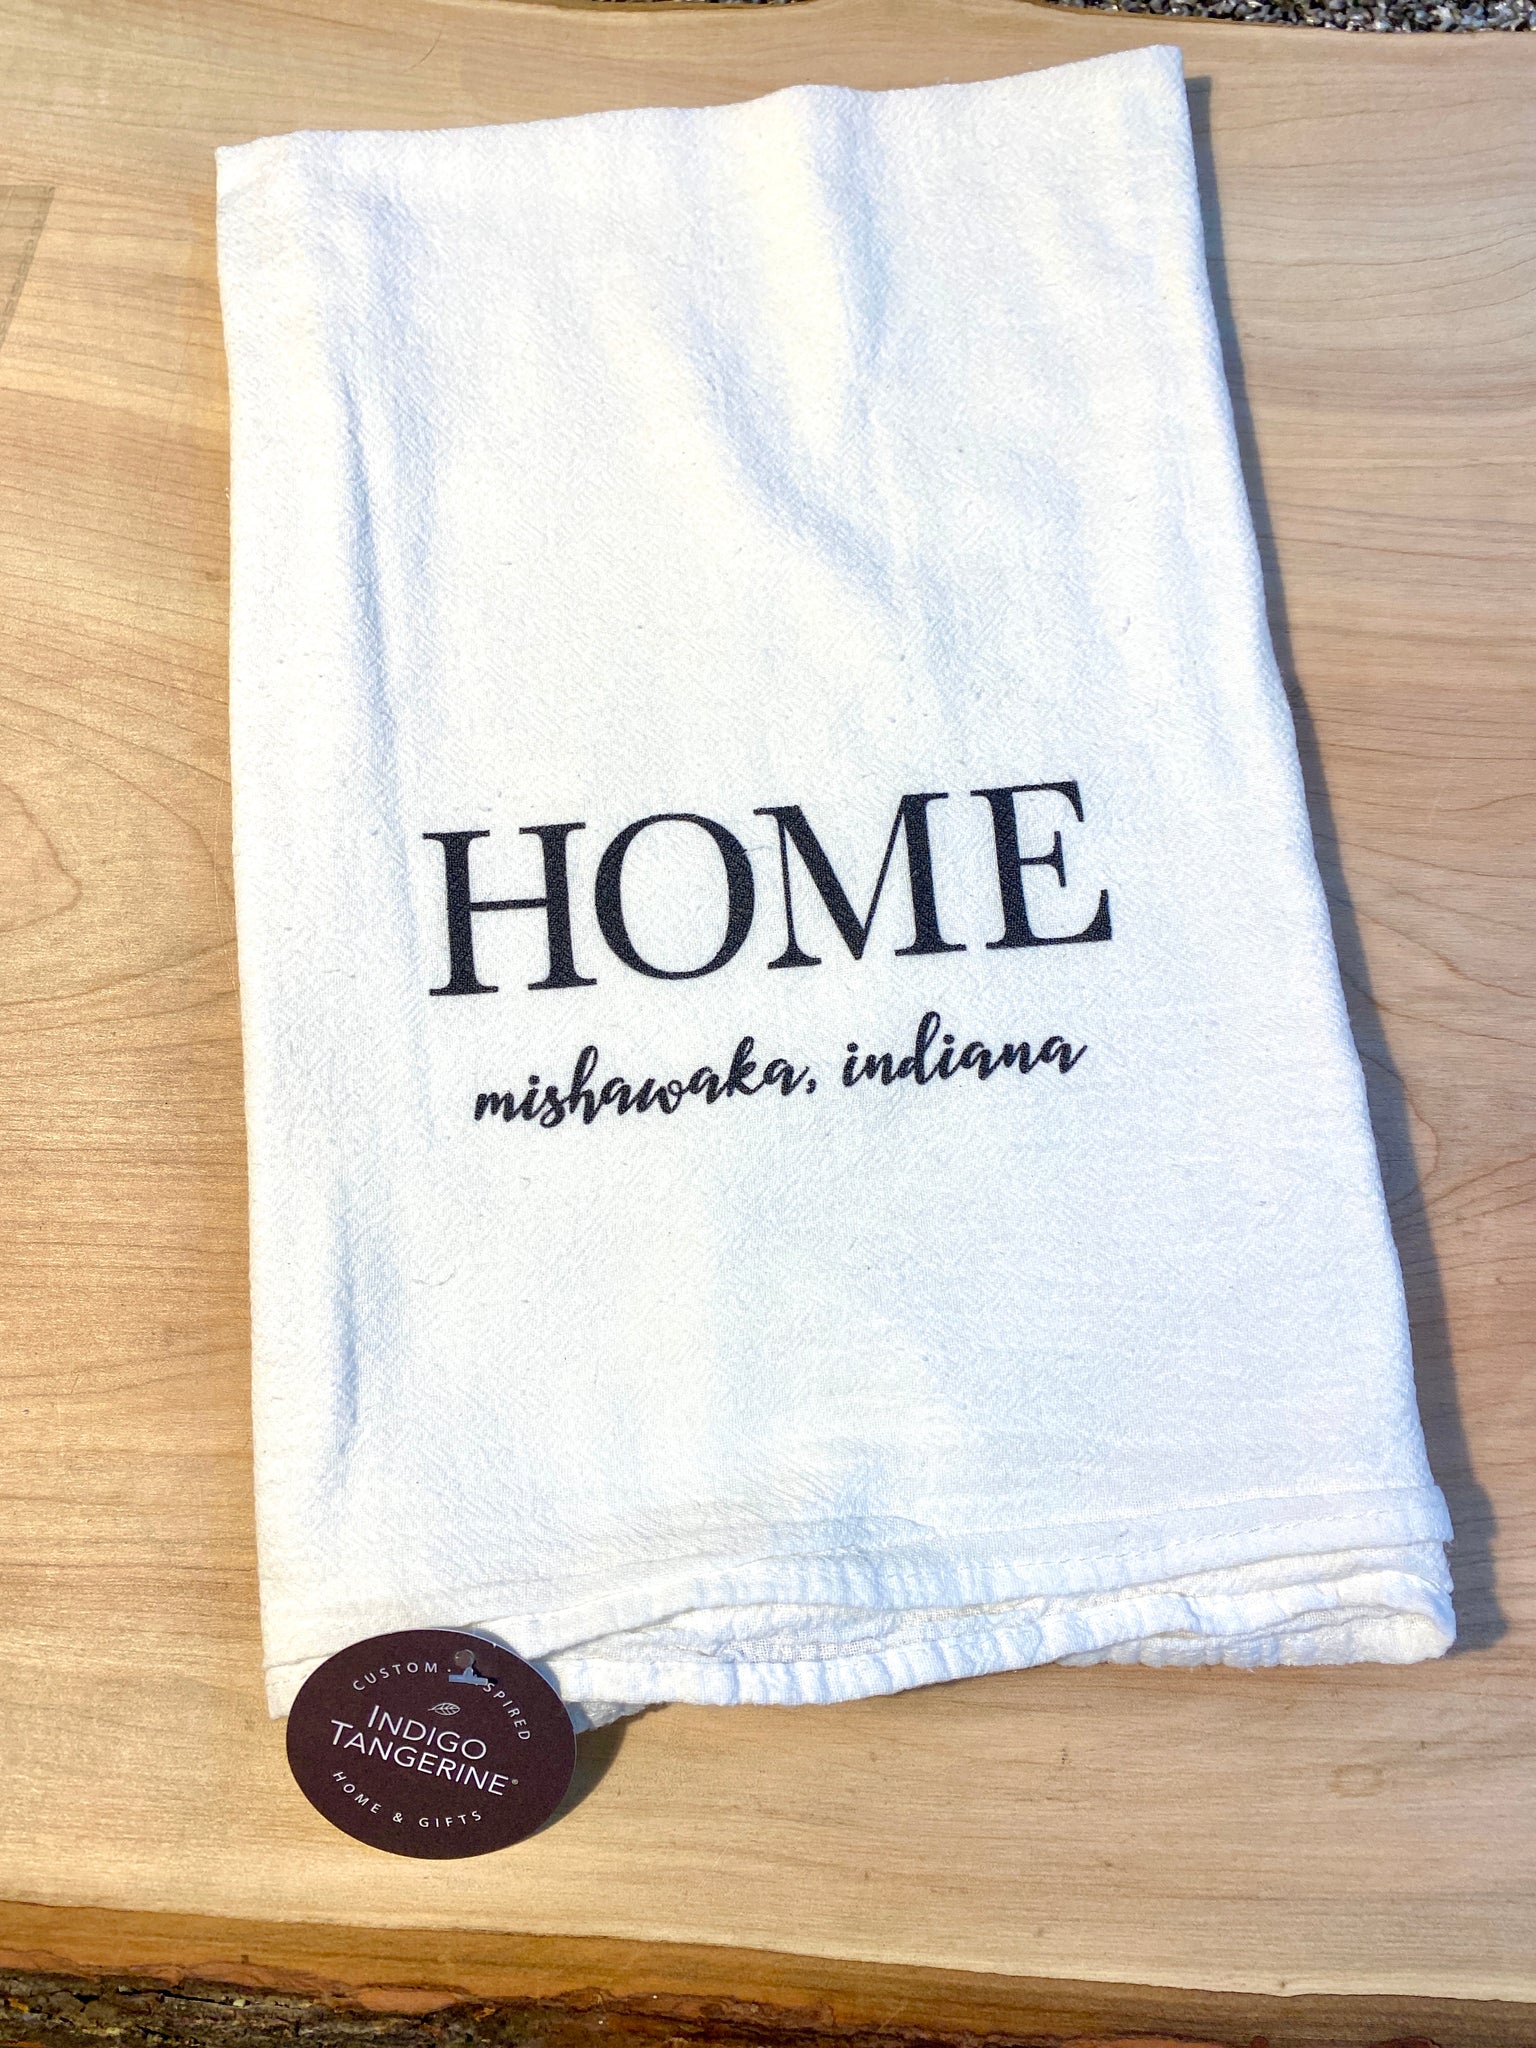 HOME
mishawaka, indiana
CUSTOM ·
INDIGO
TANGERINE®
HOME & GIFTS